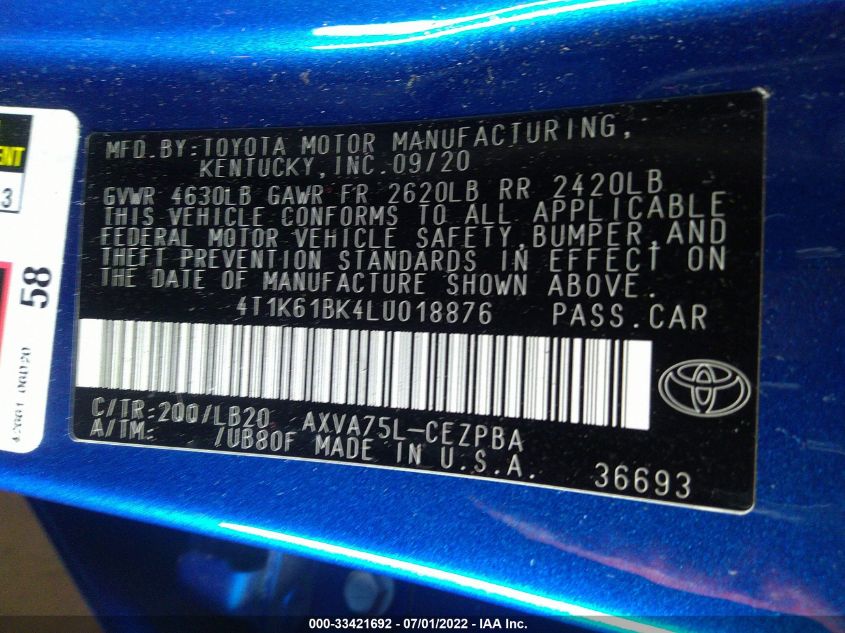 MFD.BY:TOYOTA MOTOR MANUFACTURING,
KENTUCKY,INC.09/20
GVWR 4630LB GAWR FR 2620LB RR 2420LB
THIS VEHICLE CONFORMS TO ALL APPLICABLE
FEDERAL MOTOR VEHICLE SAFETY,BUMPER,AND
THEFT PREVENTION STANDARDS IN EFFECT ON
THE DATE OF MANUFACTURE SHOWN ABOVE.
4T1K61BK4LU018876 PASS.CAR
C/TR:200/LB20 AXVA75L-CEZPBA
A/TM: /UB80F MADE IN U.S.A.
36693
3
58
000-33421692 - 07/01/2022 - IAA Inc.